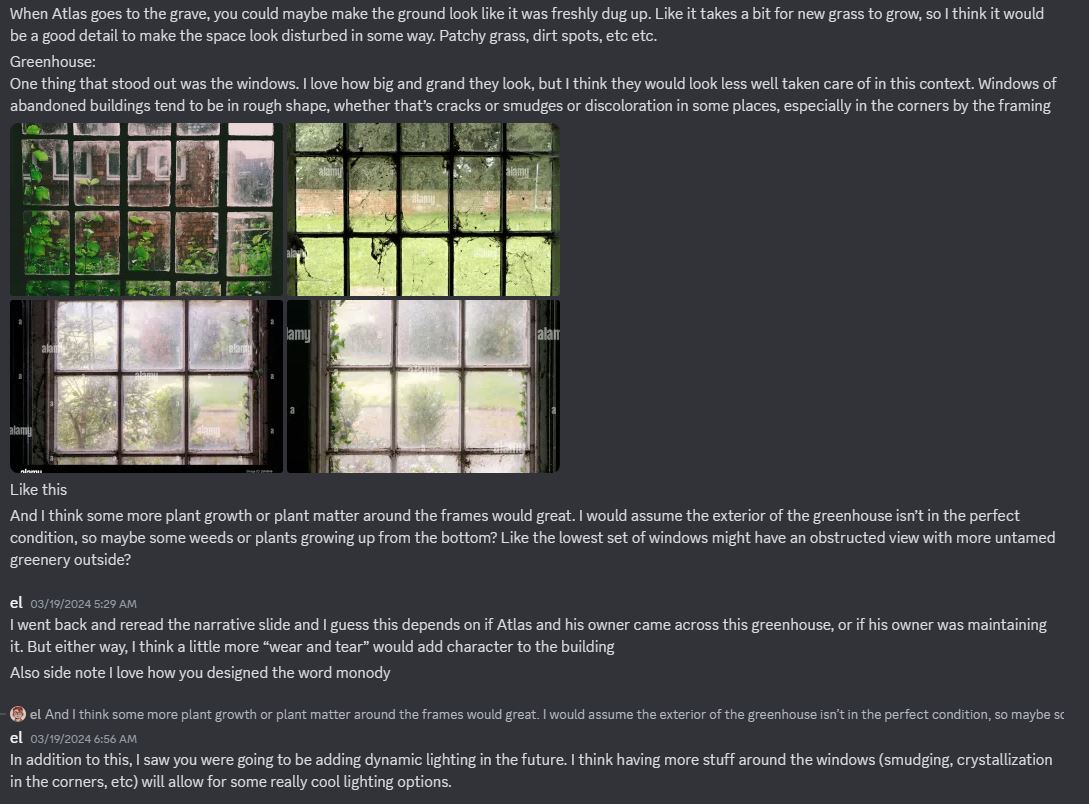 When Atlas goes to the grave, you could maybe make the ground look like it was freshly dug up. Like it takes a bit for new grass to grow, so I think it would
be a good detail to make the space look disturbed in some way. Patchy grass, dirt spots, etc etc.
Greenhouse:
One thing that stood out was the windows. I love how big and grand they look, but I think they would look less well taken care of in this context. Windows of
abandoned buildings tend to be in rough shape, whether that’s cracks or smudges or discoloration in some places, especially in the corners by the framing
alamy
alamy
alamy
alamy
alamy
alamy
alamy
alamy
Like this
And I think some more plant growth or plant matter around the frames would great. I would assume the exterior of the greenhouse isn’t in the perfect
condition, so maybe some weeds or plants growing up from the bottom? Like the lowest set of windows might have an obstructed view with more untamed
greenery outside?
el 03/19/2024 5:29 AM
I went back and reread the narrative slide and I guess this depends on if Atlas and his owner came across this greenhouse, or if his owner was maintaining
it. But either way, I think a little more “wear and tear” would add character to the building
Also side note I love how you designed the word monody
el And I think some more plant growth or plant matter around the frames would great. I would assume the exterior of the greenhouse isn’t in the perfect condition, so maybe so
el 03/19/2024 6:56 AM
In addition to this, I saw you were going to be adding dynamic lighting in the future. I think having more stuff around the windows (smudging, crystallization
in the corners, etc) will allow for some really cool lighting options.